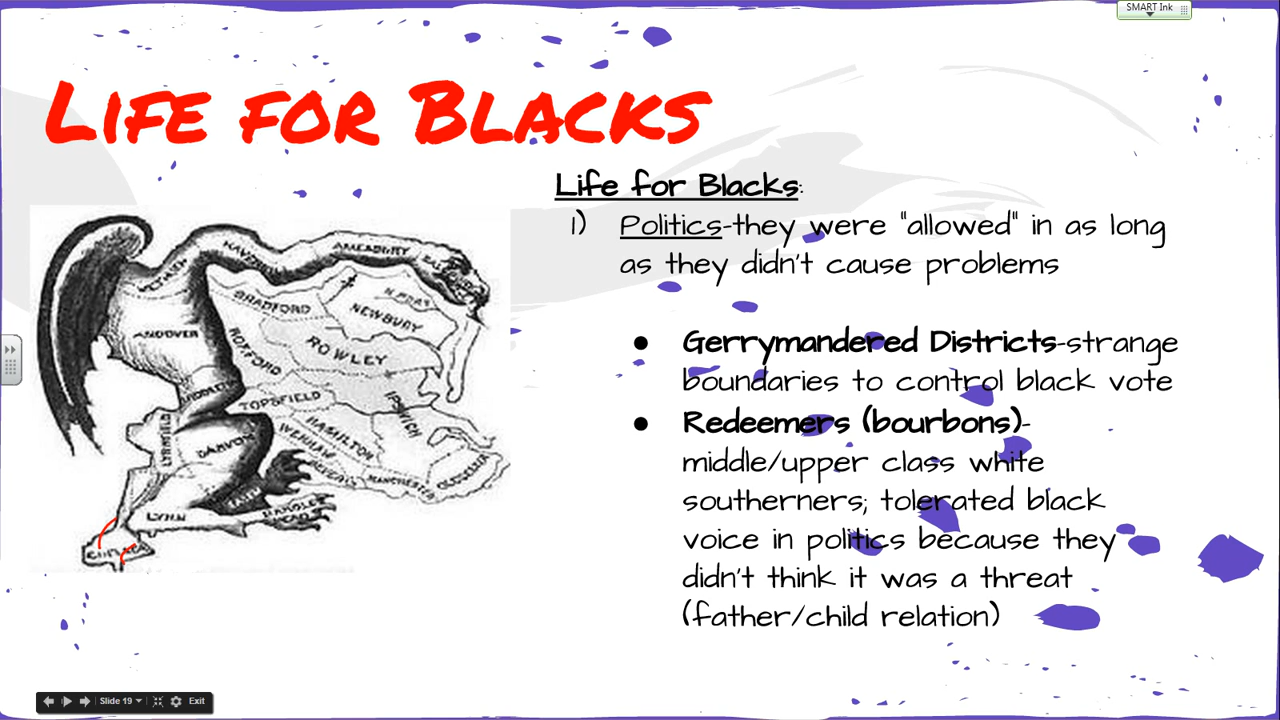 SMART Ink
LIFE FOR BLACKS
Life for Blacks:
1) Politics-they were "allowed" in as long
as they didn't cause problems
● Gerrymandered Districts-strange
boundaries to control black vote
● Redeemers (bourbons)-
middle/upper class white
southerners; tolerated black
voice in politics because they
didn't think it was a threat
(father/child relation)
AMESBURY
METHUEN
BRADFORD
NEWBURY
ANDOVER
ROWLEY
TOPSFIELD
IPSWICH
HAMILTON
WENHAM
LYNNFIELD
DANVERS
MANCHESTER
LYNN
CHELSEA
Slide 19
Exit